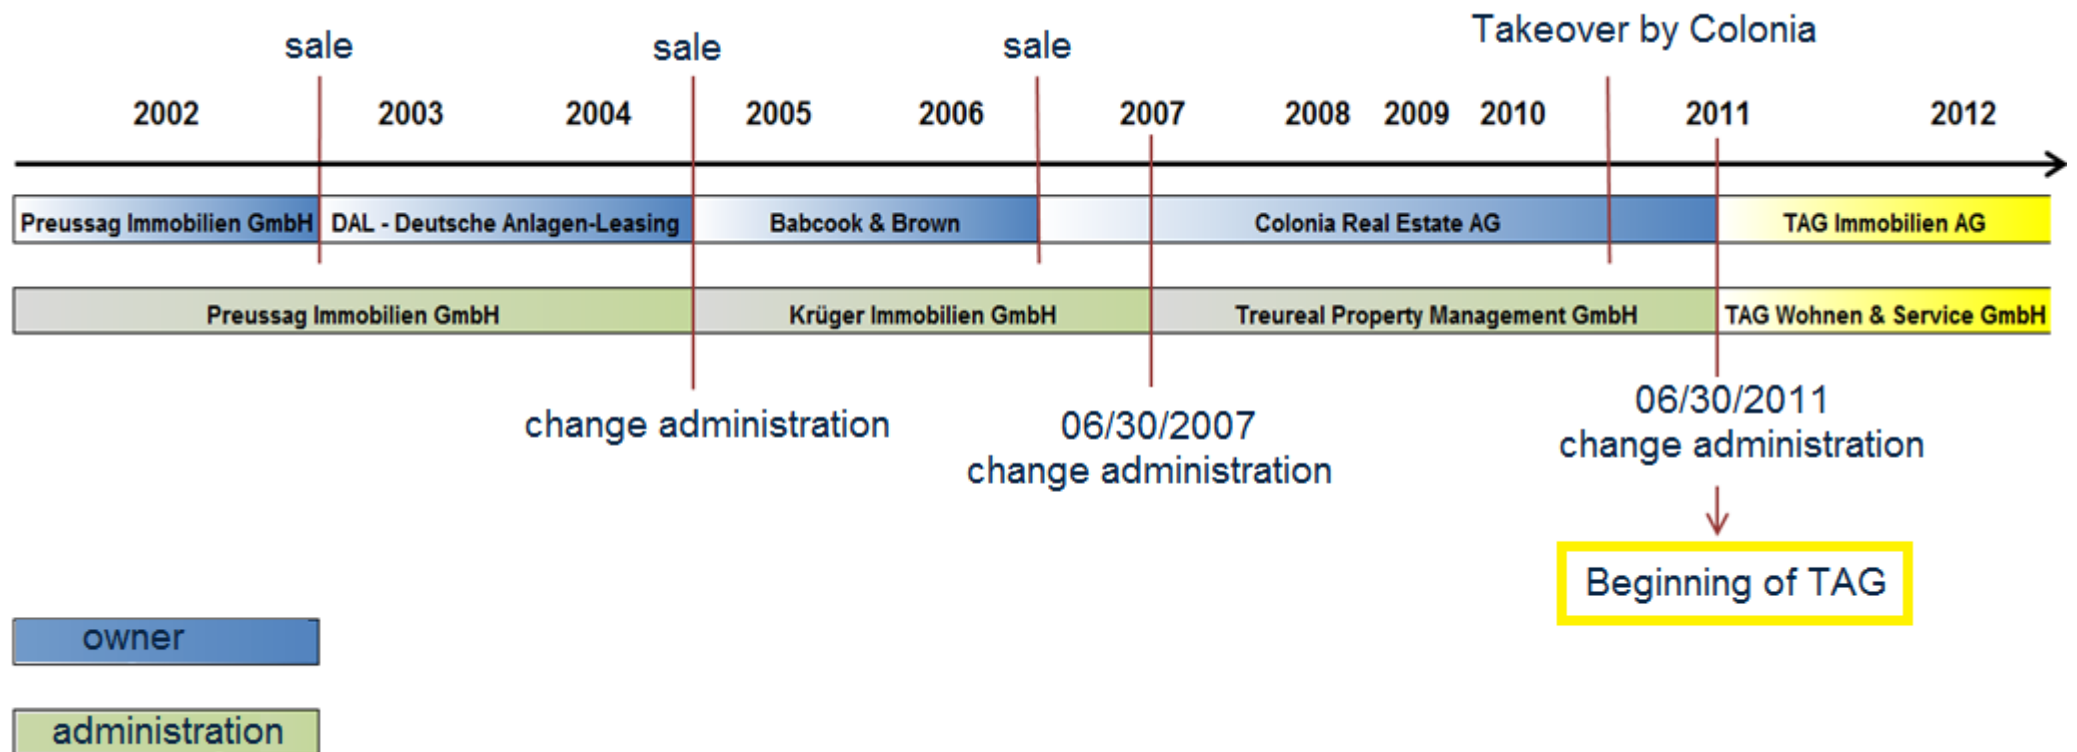 Takeover by Colonia
sale sale sale
2002 2003 2004 2005 2006 2007 2008 2009 2010 2011 2012
Preussag Immobilien GmbH DAL - Deutsche Anlagen-Leasing Babcook & Brown Colonia Real Estate AG TAG Immobilien AG
Preussag Immobilien GmbH Krüger Immobilien GmbH Treureal Property Management GmbH TAG Wohnen & Service GmbH
change administration
06/30/2007
change administration
06/30/2011
change administration
Beginning of TAG
owner
administration